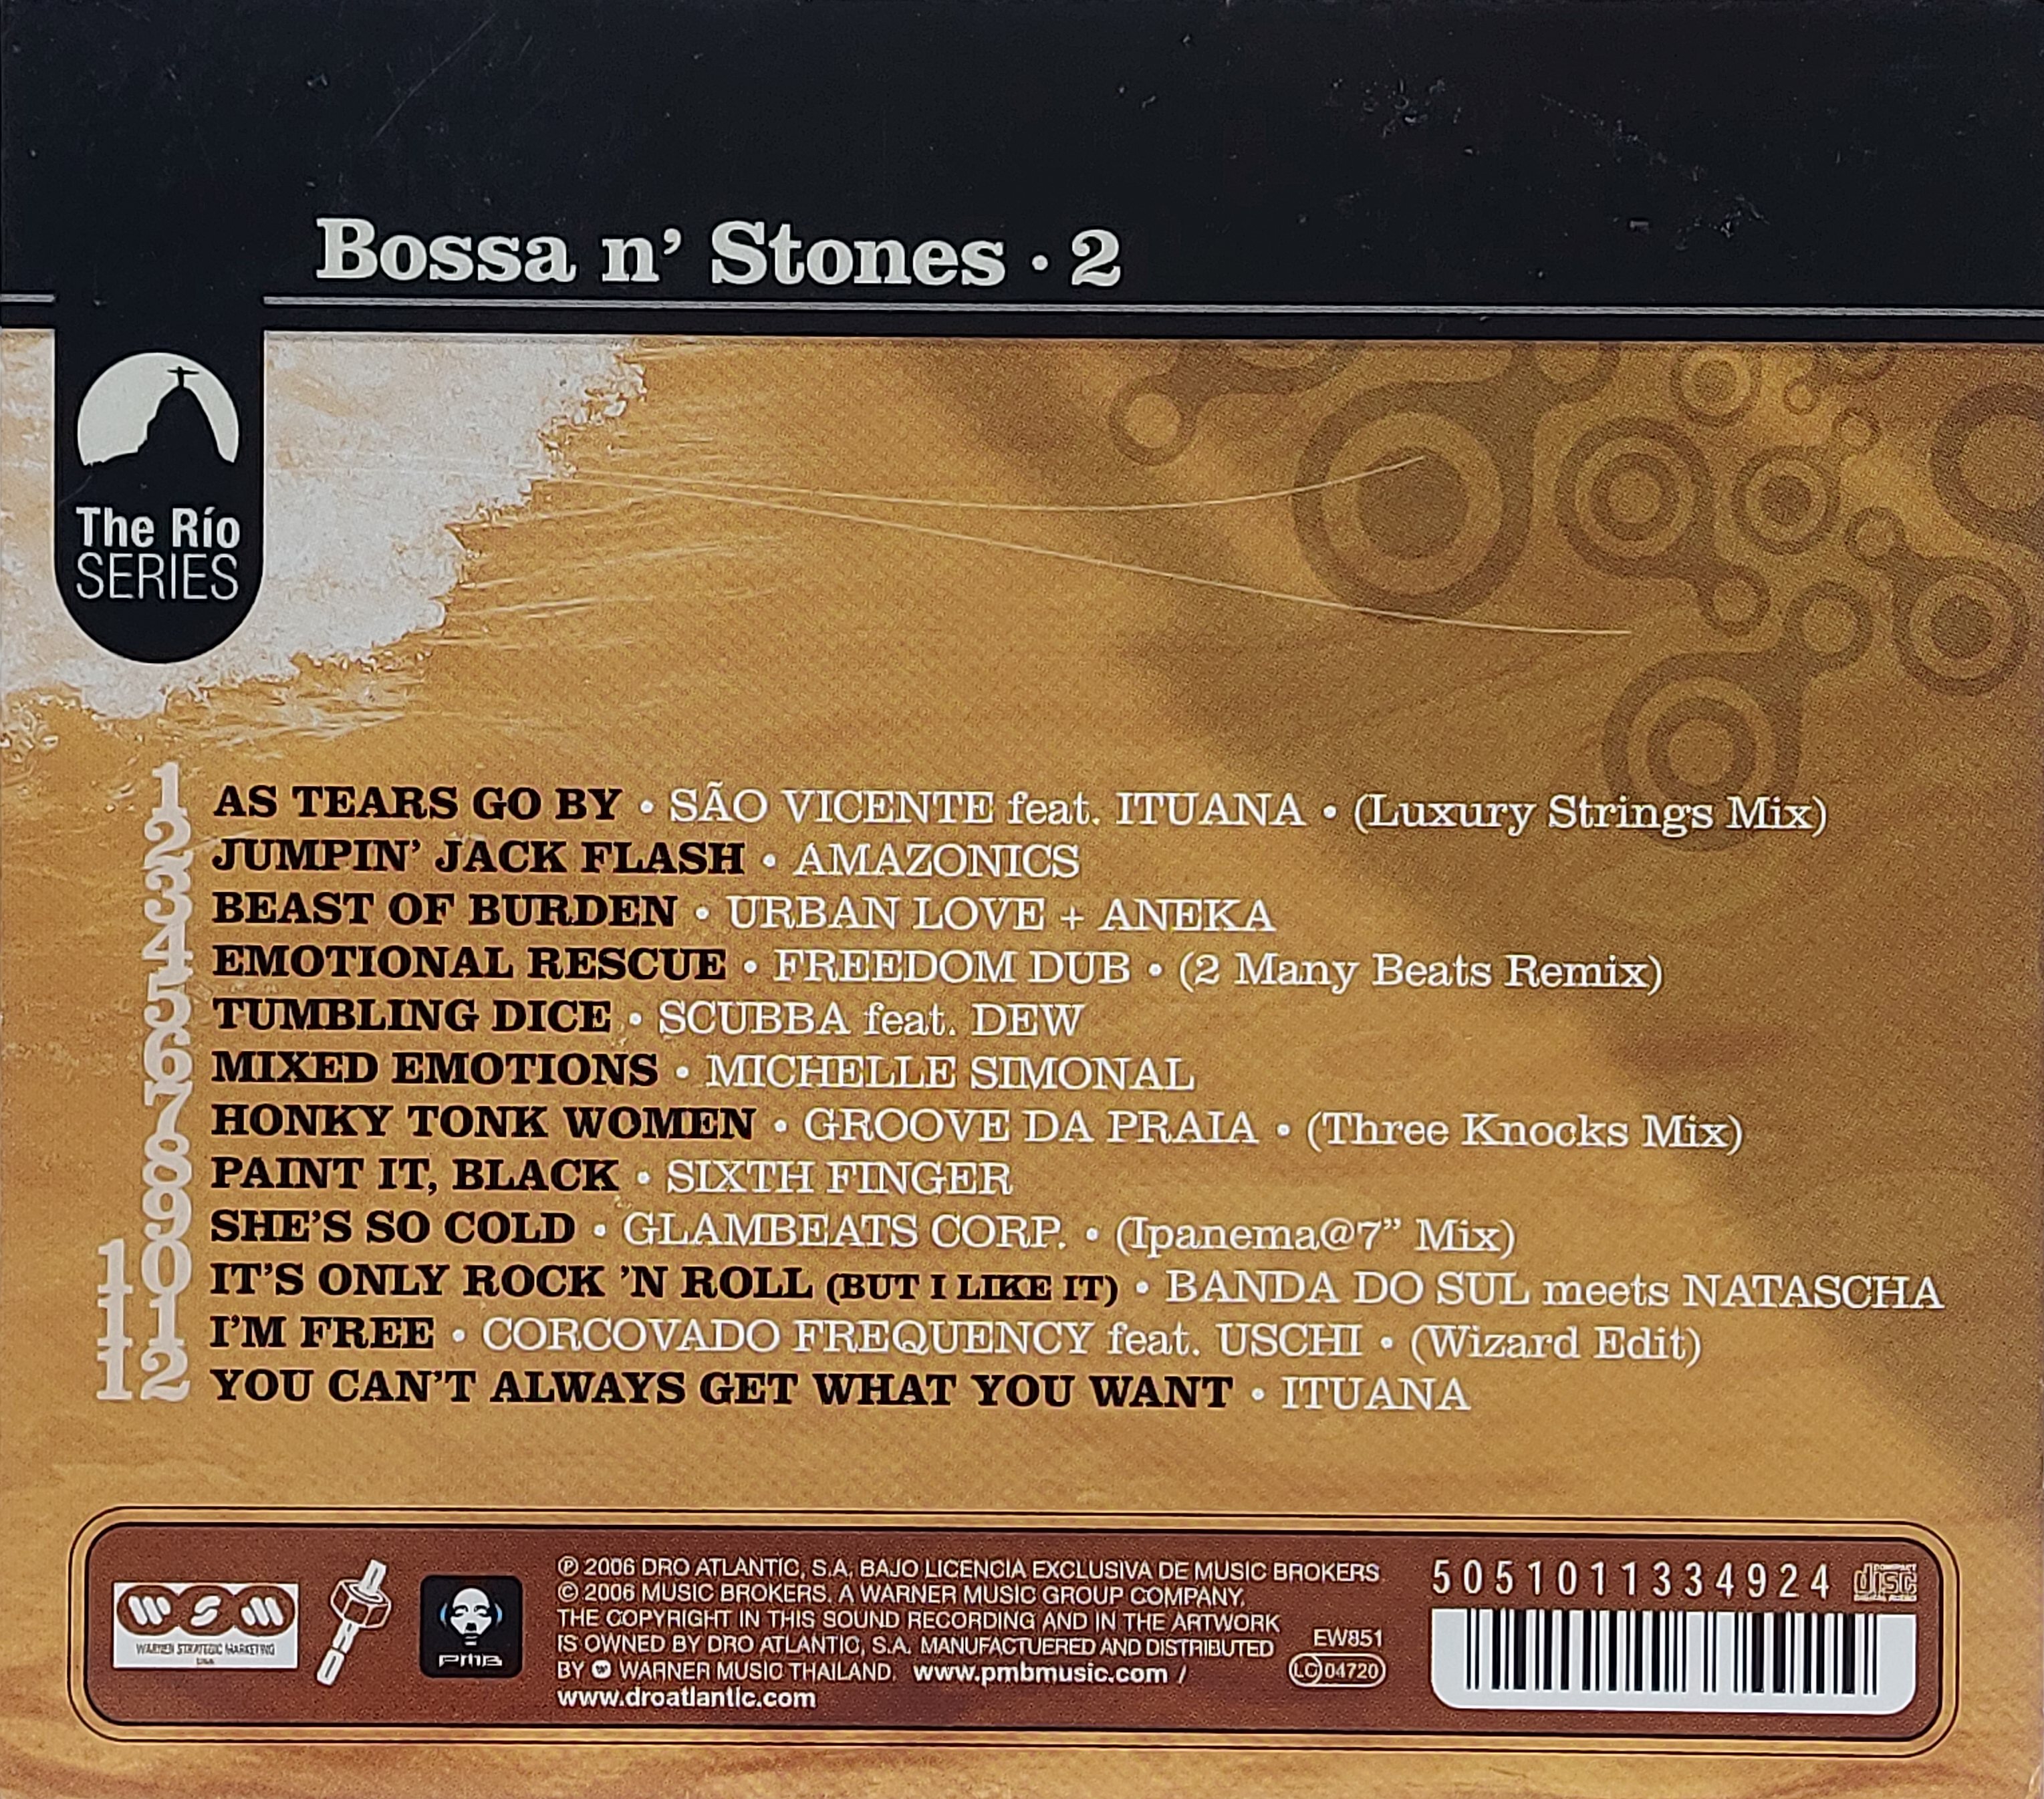 Bossa n’ Stones · 2
The Río
SERIES
1 AS TEARS GO BY • SÃO VICENTE feat. ITUANA • (Luxury Strings Mix)
2 JUMPIN’ JACK FLASH • AMAZONICS
3 BEAST OF BURDEN • URBAN LOVE + ANEKA
4 EMOTIONAL RESCUE • FREEDOM DUB • (2 Many Beats Remix)
5 TUMBLING DICE • SCUBBA feat. DEW
6 MIXED EMOTIONS • MICHELLE SIMONAL
7 HONKY TONK WOMEN • GROOVE DA PRAIA • (Three Knocks Mix)
8 PAINT IT, BLACK • SIXTH FINGER
9 SHE’S SO COLD • GLAMBEATS CORP. • (Ipanema@7” Mix)
10 IT’S ONLY ROCK ’N ROLL (BUT I LIKE IT) • BANDA DO SUL meets NATASCHA
11 I’M FREE • CORCOVADO FREQUENCY feat. USCHI • (Wizard Edit)
12 YOU CAN’T ALWAYS GET WHAT YOU WANT • ITUANA
WSM
WARNER STRATEGIC MARKETING
DRO
PMB
℗ 2006 DRO ATLANTIC, S.A. BAJO LICENCIA EXCLUSIVA DE MUSIC BROKERS.
© 2006 MUSIC BROKERS. A WARNER MUSIC GROUP COMPANY.
THE COPYRIGHT IN THIS SOUND RECORDING AND IN THE ARTWORK
IS OWNED BY DRO ATLANTIC, S.A. MANUFACTUERED AND DISTRIBUTED
BY WARNER MUSIC THAILAND. www.pmbmusic.com /
www.droatlantic.com
EW851
LC 04720
5051011334924
COMPACT
disc
DIGITAL AUDIO